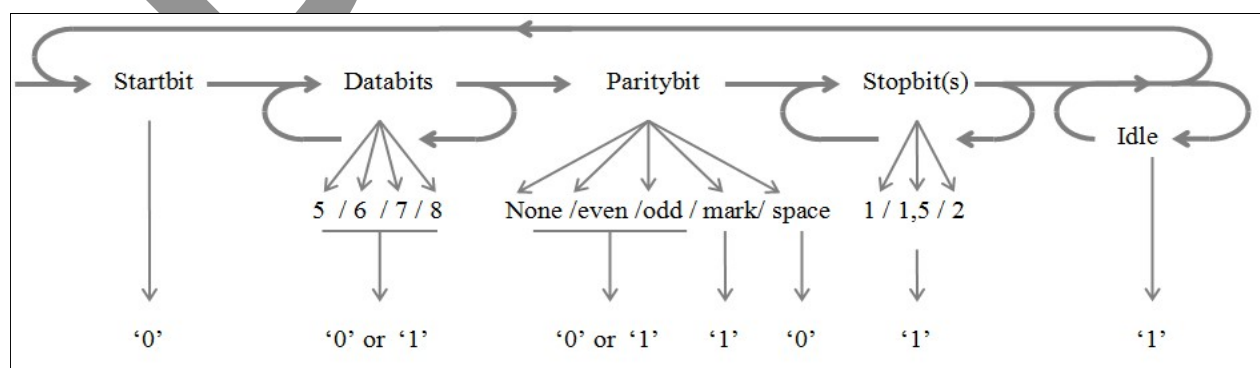 Startbit Databits Paritybit Stopbit(s)
Idle
5 / 6 / 7 / 8 None /even /odd / mark/ space 1 / 1,5 / 2
‘0’ ‘0’ or ‘1’ ‘0’ or ‘1’ ‘1’ ‘0’ ‘1’ ‘1’